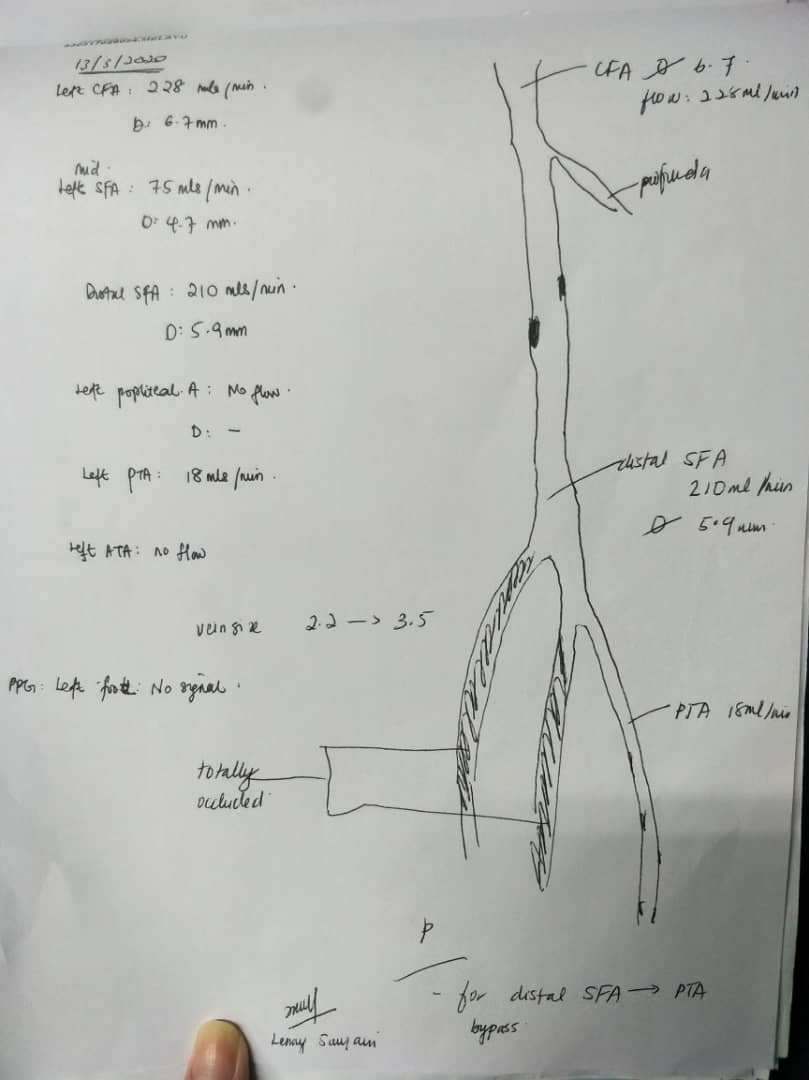 13/5/2020
Left CFA : 228 mls/min.
D: 6.7mm.
mid.
Left SFA : 75 mls/min.
D: 4.7 mm.
Distal SFA : 210 mls/min.
D: 5.9mm
Left popliteal. A : No flow.
D: —
Left PTA: 18mls/min.
Left ATA: no flow
vein size 2.2 —> 3.5
PPG: Left foot: No signal.
totally
occluded
CFA Ø 6.7.
flow: 228ml/min
profunda
distal SFA
210ml/min
Ø 5.9mm.
PTA 18ml/min
P
- for distal SFA —> PTA
bypass.